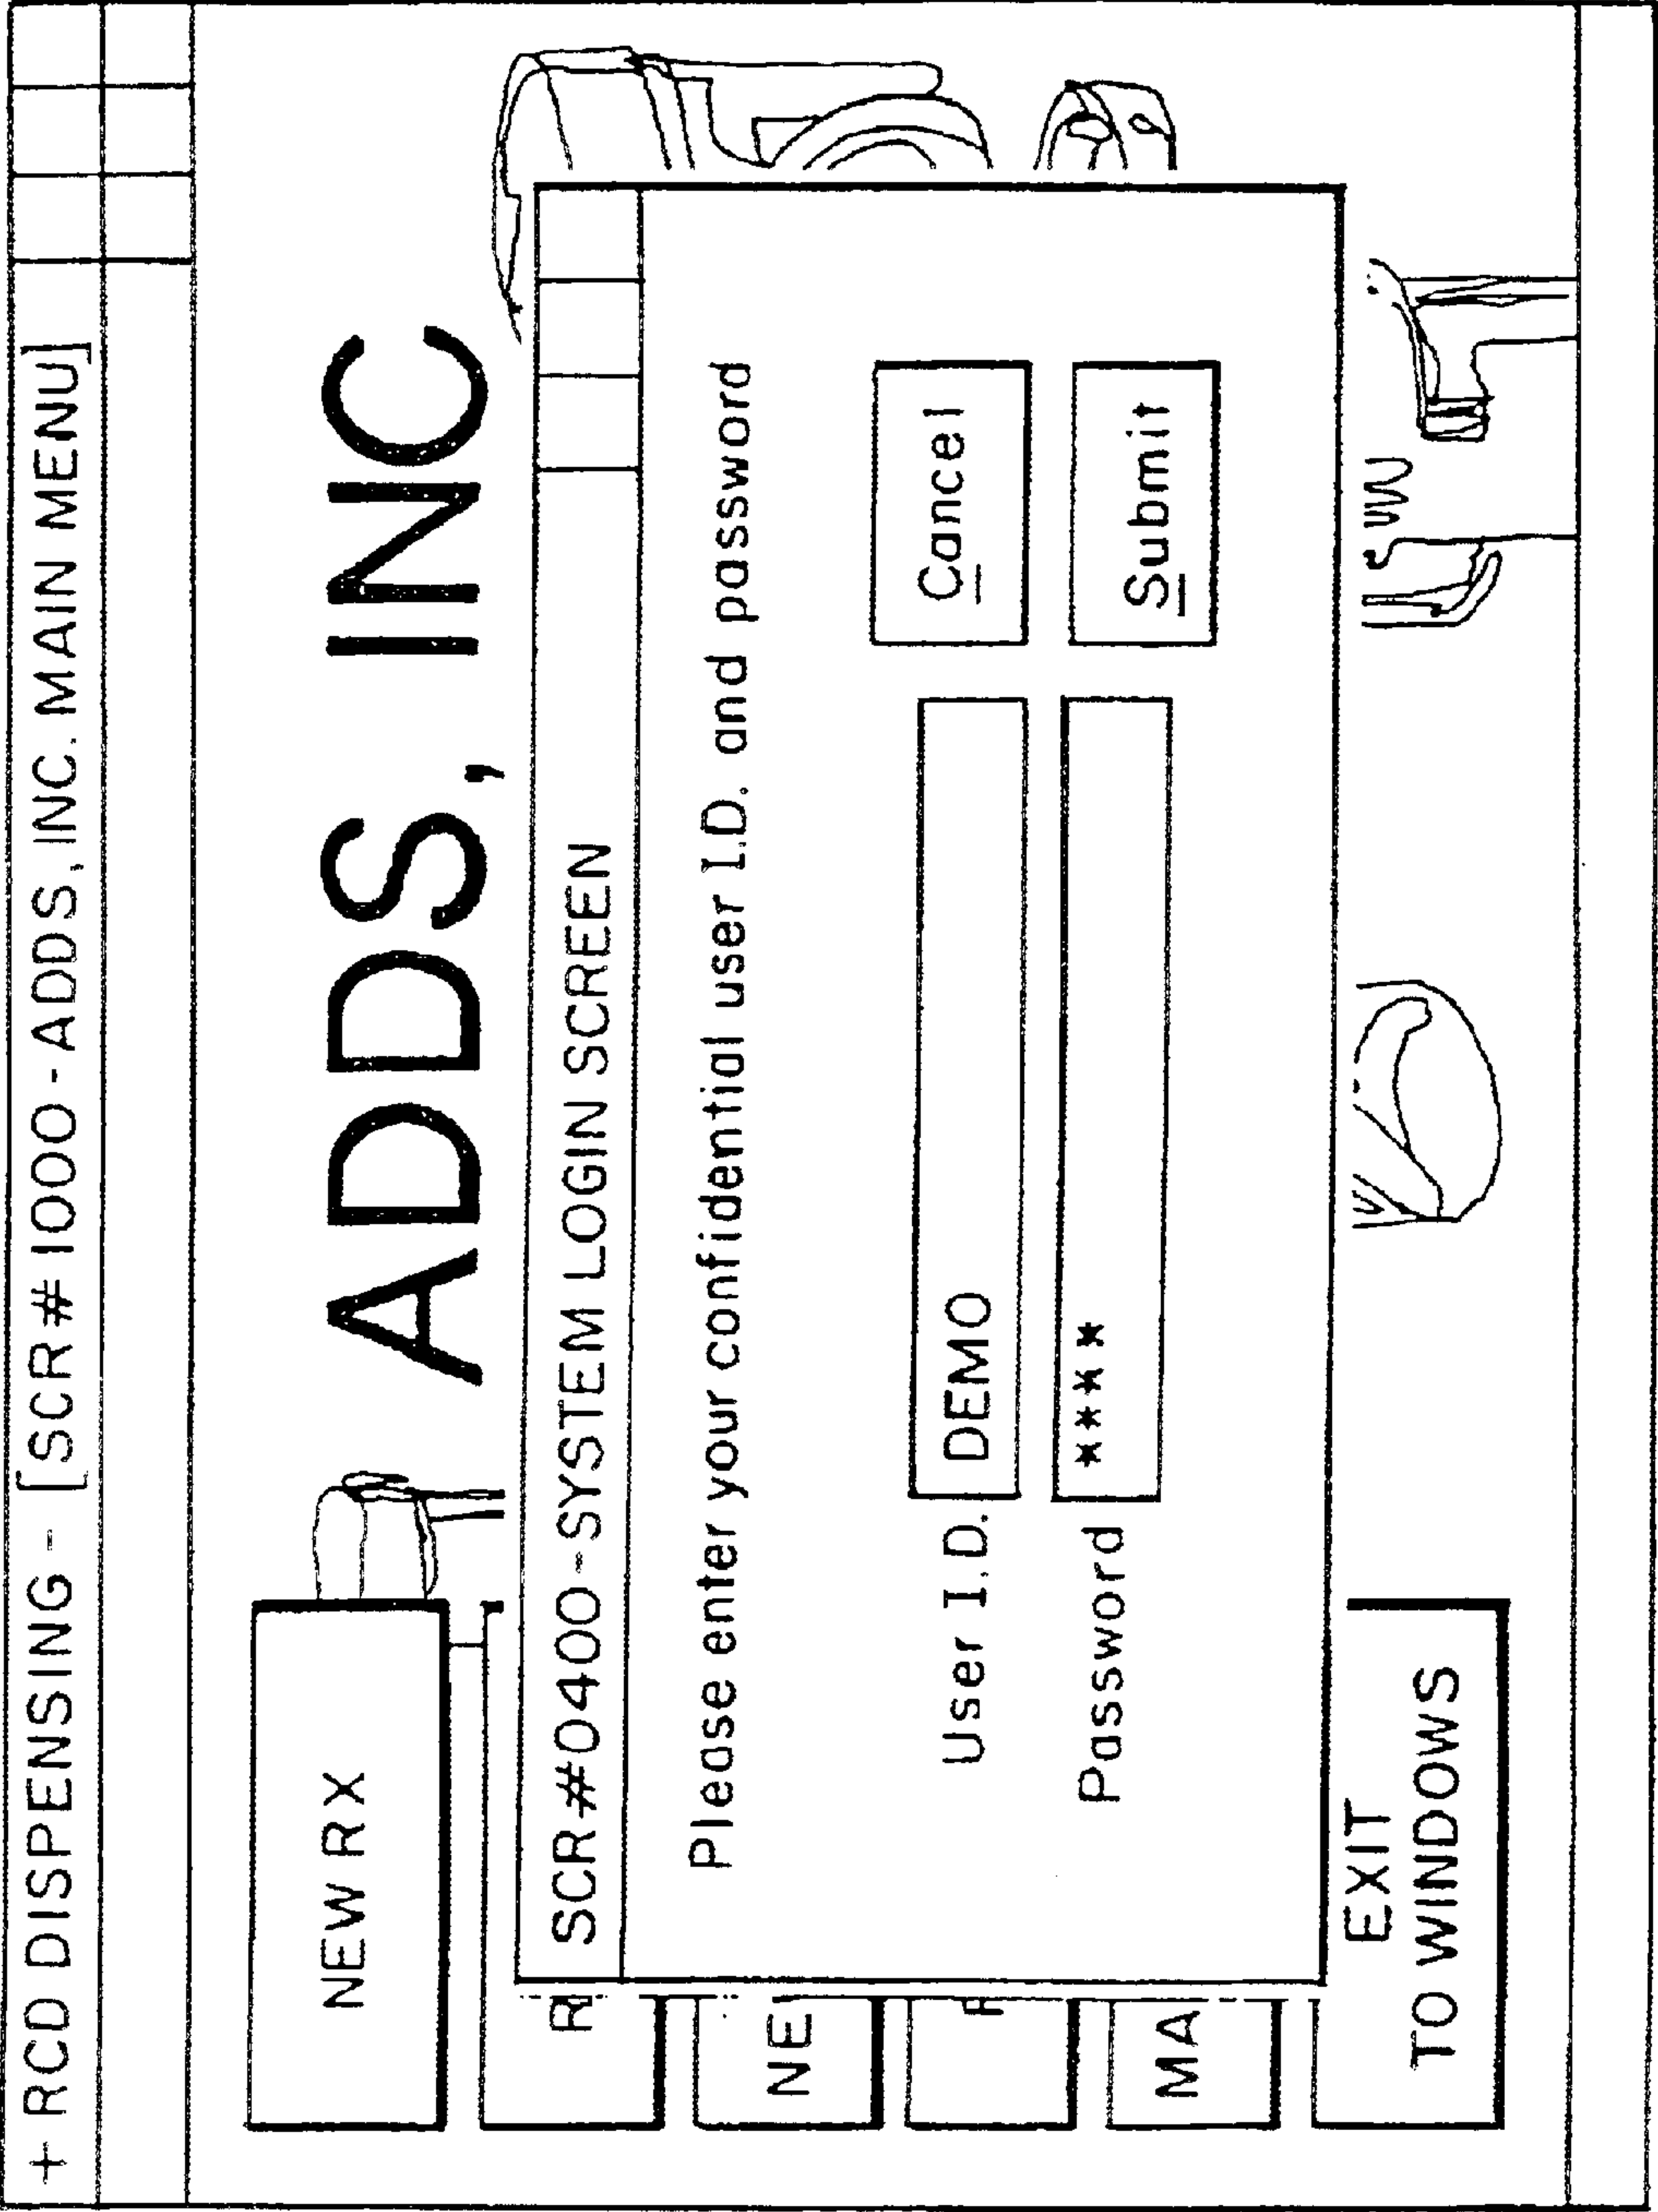 + RCD DISPENSING - [SCR # 1000 - ADDS, INC. MAIN MENU]
ADDS, INC
NEW RX
SCR #0400 - SYSTEM LOGIN SCREEN
Please enter your confidential user I.D. and password
User I.D. DEMO
Cancel
Password ****
Submit
R
NE
MA
EXIT
TO WINDOWS